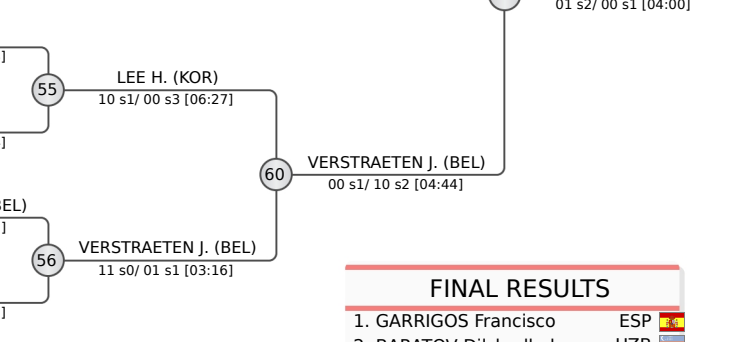 01 s2/ 00 s1 [04:00]
]
55
LEE H. (KOR)
10 s1/ 00 s3 [06:27]
]
60
VERSTRAETEN J. (BEL)
00 s1/ 10 s2 [04:44]
BEL)
]
56
VERSTRAETEN J. (BEL)
11 s0/ 01 s1 [03:16]
]
FINAL RESULTS
1. GARRIGOS Francisco ESP